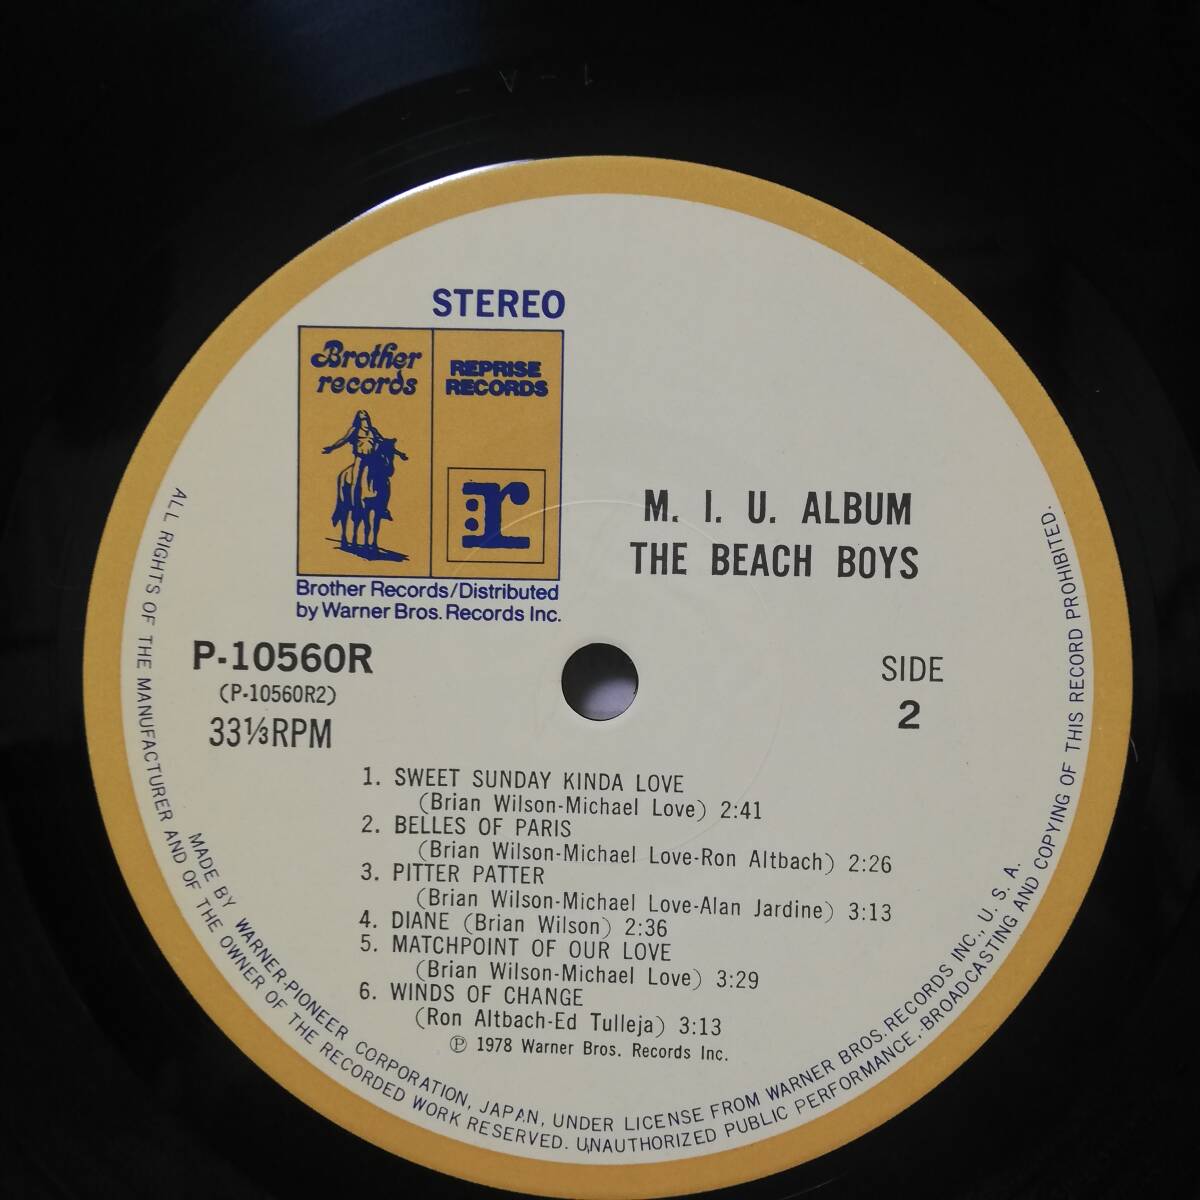 1-A-
STEREO
Brother
records
REPRISE
RECORDS
r
Brother Records/Distributed
by Warner Bros. Records Inc.
M. I. U. ALBUM
THE BEACH BOYS
P-10560R
(P-10560R2)
33⅓RPM
SIDE
2
1. SWEET SUNDAY KINDA LOVE
(Brian Wilson-Michael Love) 2:41
2. BELLES OF PARIS
(Brian Wilson-Michael Love-Ron Altbach) 2:26
3. PITTER PATTER
(Brian Wilson-Michael Love-Alan Jardine) 3:13
4. DIANE (Brian Wilson) 2:36
5. MATCHPOINT OF OUR LOVE
(Brian Wilson-Michael Love) 3:29
6. WINDS OF CHANGE
(Ron Altbach-Ed Tulleja) 3:13
℗ 1978 Warner Bros. Records Inc.
MADE BY WARNER-PIONEER CORPORATION, JAPAN, UNDER LICENSE FROM WARNER BROS. RECORDS INC., U. S. A.
ALL RIGHTS OF THE MANUFACTURER AND OF THE OWNER OF THE RECORDED WORK RESERVED. UNAUTHORIZED PUBLIC PERFORMANCE, BROADCASTING AND COPYING OF THIS RECORD PROHIBITED.